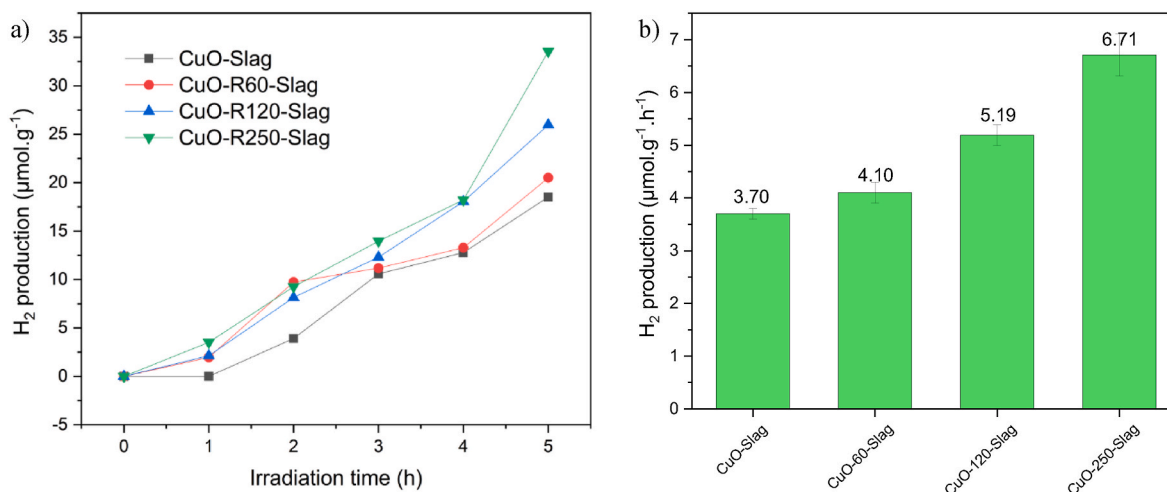 a)
H₂ production (µmol.g⁻¹)
35
30
25
20
15
10
5
0
-5
CuO-Slag
CuO-R60-Slag
CuO-R120-Slag
CuO-R250-Slag
0 1 2 3 4 5
Irradiation time (h)
b)
H₂ production (µmol.g⁻¹.h⁻¹)
7
6
5
4
3
2
1
0
3.70
4.10
5.19
6.71
CuO-Slag
CuO-60-Slag
CuO-120-Slag
CuO-250-Slag